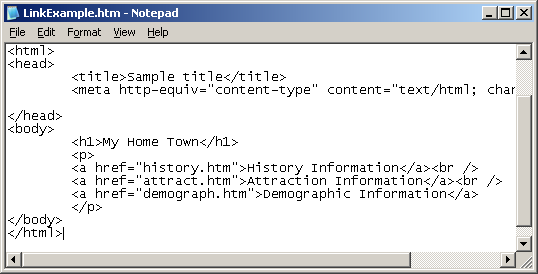 LinkExample.htm - Notepad
File Edit Format View Help
<html>
<head>
<title>Sample title</title>
<meta http-equiv="content-type" content="text/html;
</head>
<body>
<h1>My Home Town</h1>
<p>
<a href="history.htm">History Information</a><br />
<a href="attract.htm">Attraction Information</a><br />
<a href="demograph.htm">Demographic Information</a>
</p>
</body>
</html>